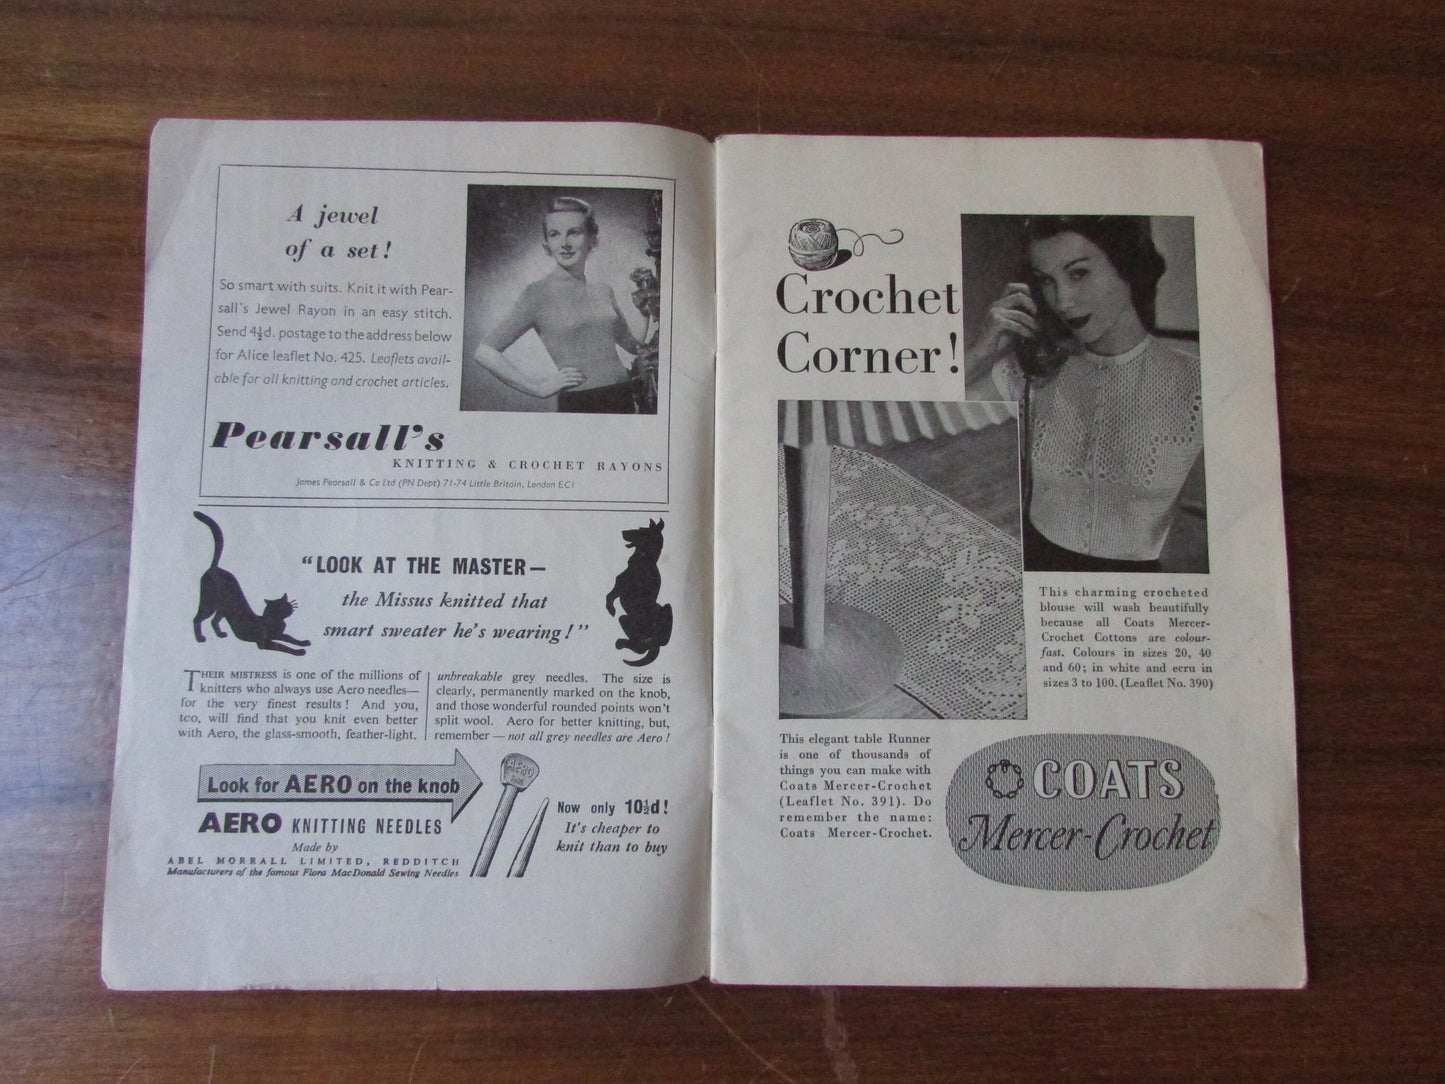 A jewel
of a set!
So smart with suits. Knit it with Pear-
sall's Jewel Rayon in an easy stitch.
Send 4½d. postage to the address below
for Alice leaflet No. 425. Leaflets avail-
able for all knitting and crochet articles.
Pearsall's
KNITTING & CROCHET RAYONS
James Pearsall & Co Ltd (PN Dept) 71-74 Little Britain, London EC1
"LOOK AT THE MASTER—
the Missus knitted that
smart sweater he's wearing!"
THEIR MISTRESS is one of the millions of
knitters who always use Aero needles—
for the very finest results! And you,
too, will find that you knit even better
with Aero, the glass-smooth, feather-light.
unbreakable grey needles. The size is
clearly, permanently marked on the knob,
and those wonderful rounded points won't
split wool. Aero for better knitting, but,
remember — not all grey needles are Aero!
Look for AERO on the knob
AERO
AERO KNITTING NEEDLES
Made by
ABEL MORRALL LIMITED, REDDITCH
Manufacturers of the famous Flora MacDonald Sewing Needles
Now only 10½d!
It's cheaper to
knit than to buy
Crochet
Corner!
This charming crocheted
blouse will wash beautifully
because all Coats Mercer-
Crochet Cottons are colour-
fast. Colours in sizes 20, 40
and 60; in white and ecru in
sizes 3 to 100. (Leaflet No. 390)
This elegant table Runner
is one of thousands of
things you can make with
Coats Mercer-Crochet
(Leaflet No. 391). Do
remember the name:
Coats Mercer-Crochet.
COATS
Mercer-Crochet